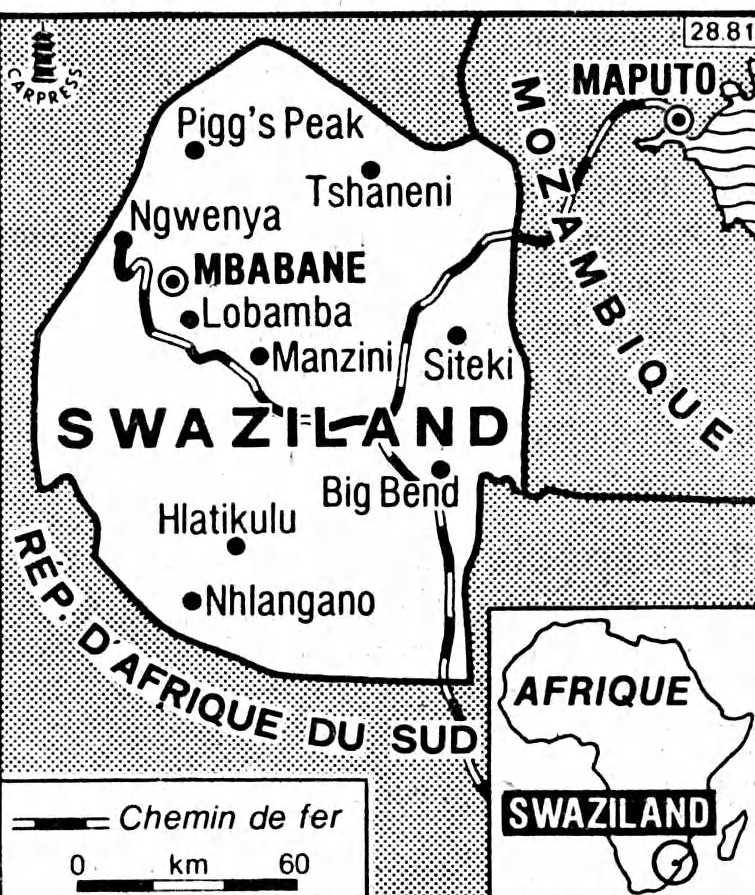 CARPRESS
28.81
MAPUTO
MOZAMBIQUE
Pigg's Peak
Tshaneni
Ngwenya
MBABANE
Lobamba
Manzini
Siteki
SWAZILAND
Big Bend
Hlatikulu
Nhlangano
RÉP. D'AFRIQUE DU SUD
AFRIQUE
SWAZILAND
Chemin de fer
0 km 60